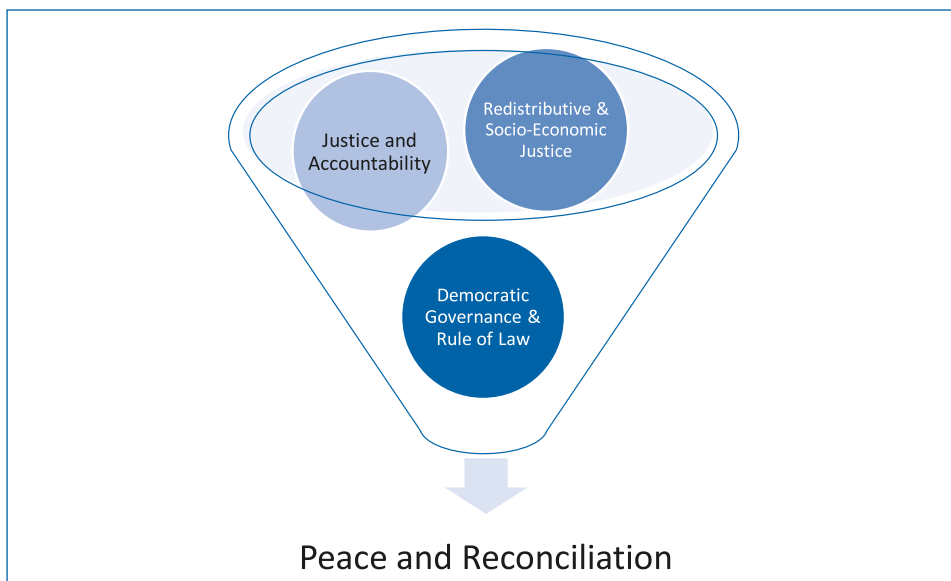 Justice and
Accountability
Redistributive &
Socio-Economic
Justice
Democratic
Governance &
Rule of Law
Peace and Reconciliation